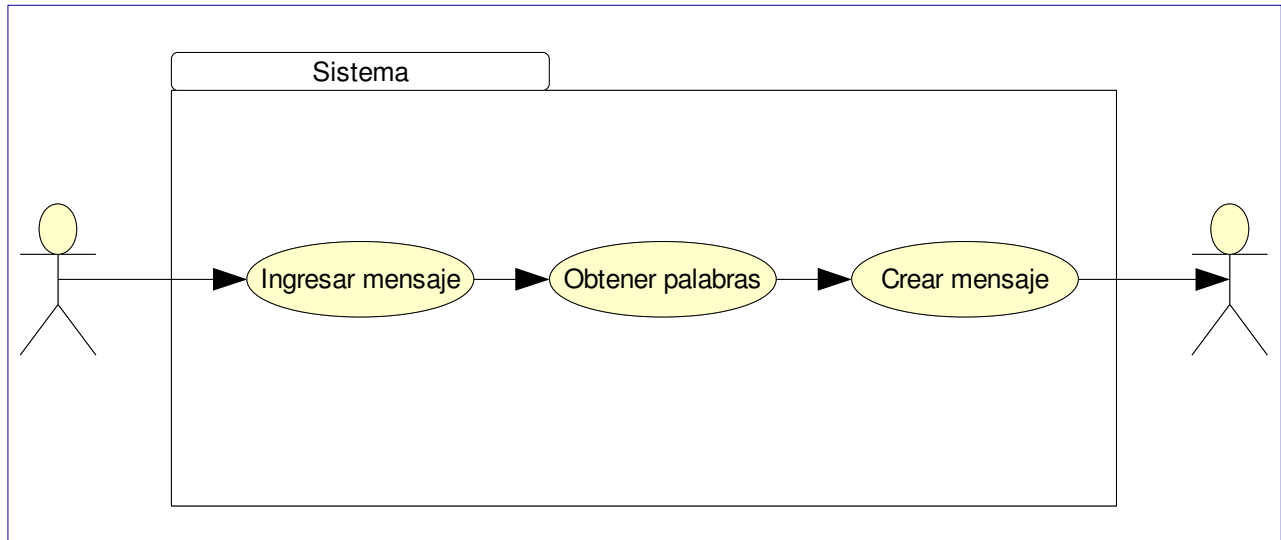 Sistema
Ingresar mensaje
Obtener palabras
Crear mensaje